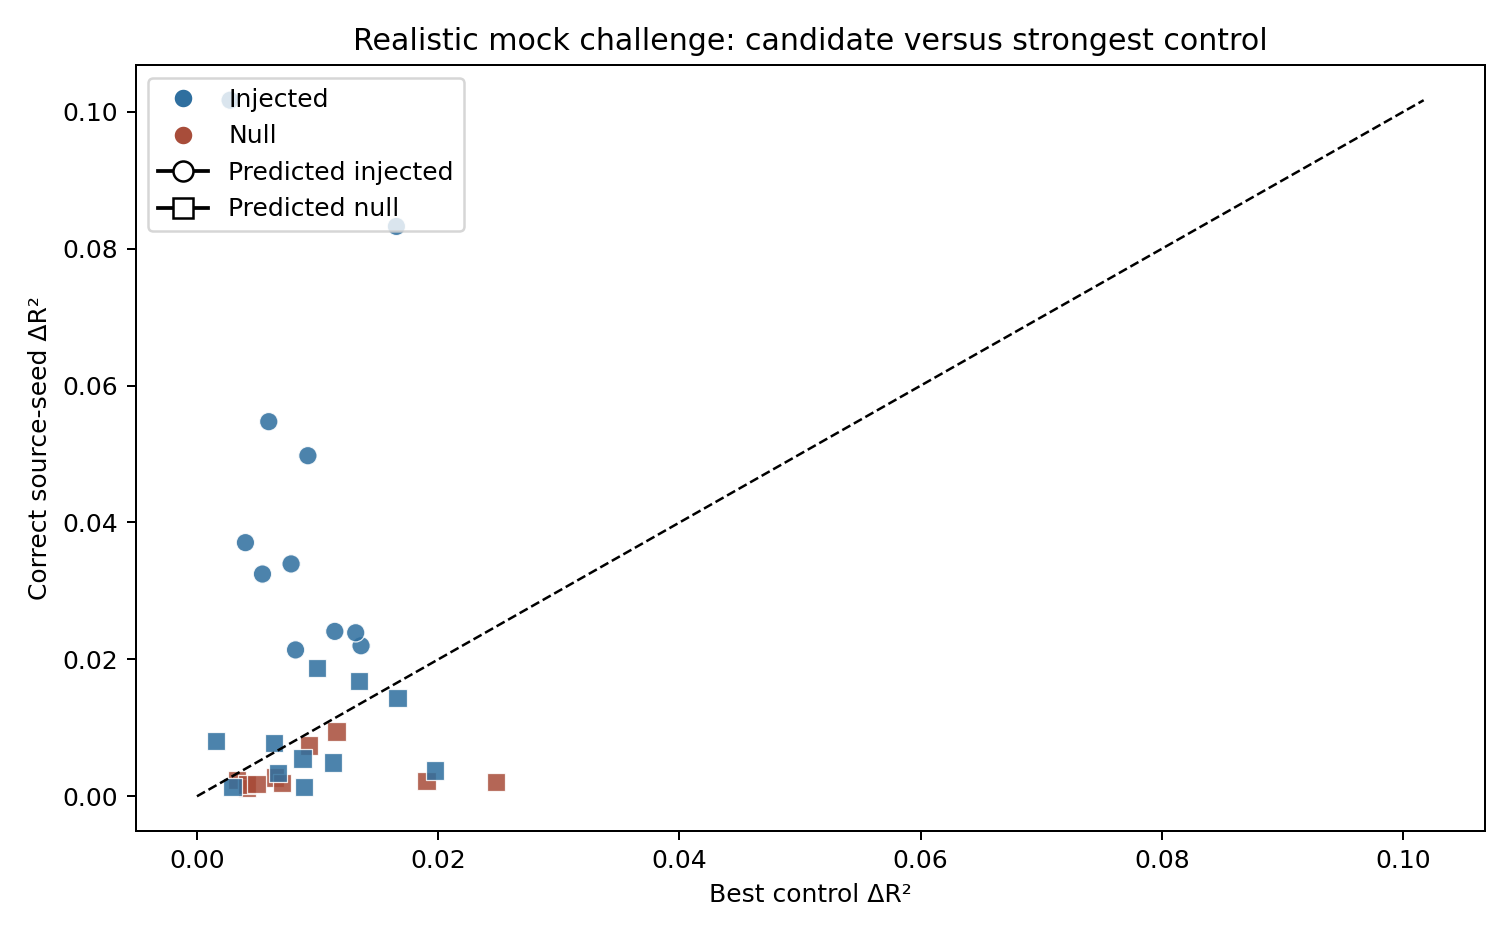 Realistic mock challenge: candidate versus strongest control
Injected
Null
Predicted injected
Predicted null
Correct source-seed ΔR²
0.10
0.08
0.06
0.04
0.02
0.00
0.00 0.02 0.04 0.06 0.08 0.10
Best control ΔR²